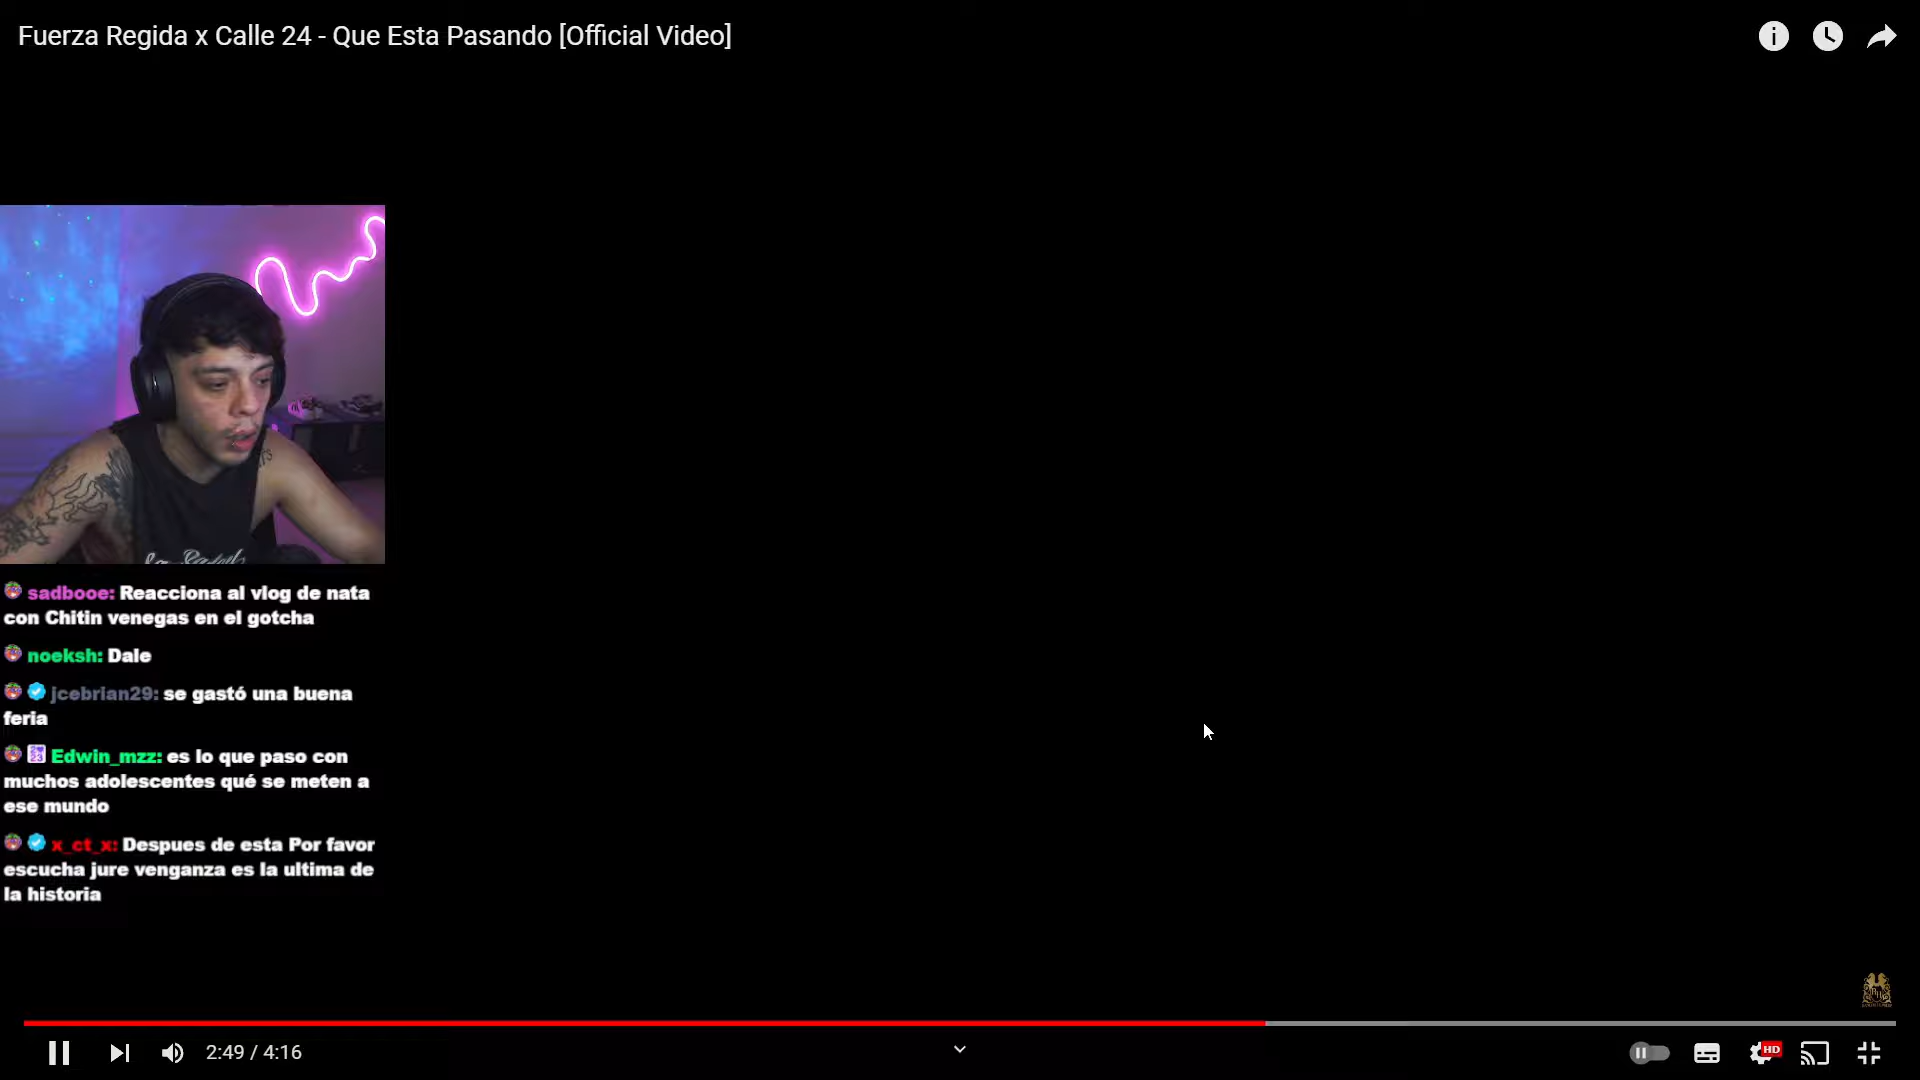 Fuerza Regida x Calle 24 - Que Esta Pasando [Official Video]
sadbooe: Reacciona al vlog de nata
con Chitin venegas en el gotcha
noeksh: Dale
jcebrian29: se gastó una buena
feria
Edwin_mzz: es lo que paso con
muchos adolescentes qué se meten a
ese mundo
x_ct_x: Despues de esta Por favor
escucha jure venganza es la ultima de
la historia
2:49 / 4:16
HD